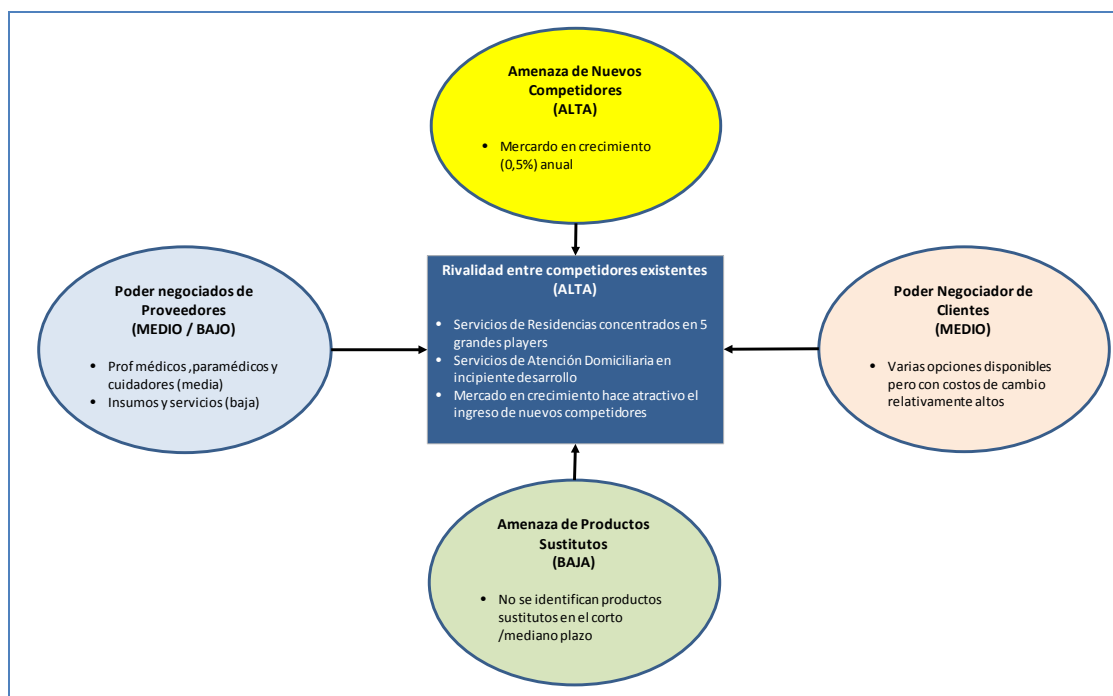 Amenaza de Nuevos
Competidores
(ALTA)
• Mercardo en crecimiento
(0,5%) anual
Poder negociados de
Proveedores
(MEDIO / BAJO)
• Prof médicos ,paramédicos y
cuidadores (media)
• Insumos y servicios (baja)
Rivalidad entre competidores existentes
(ALTA)
• Servicios de Residencias concentrados en 5
grandes players
• Servicios de Atención Domiciliaria en
incipiente desarrollo
• Mercado en crecimiento hace atractivo el
ingreso de nuevos competidores
Poder Negociador de
Clientes
(MEDIO)
• Varias opciones disponibles
pero con costos de cambio
relativamente altos
Amenaza de Productos
Sustitutos
(BAJA)
• No se identifican productos
sustitutos en el corto
/mediano plazo